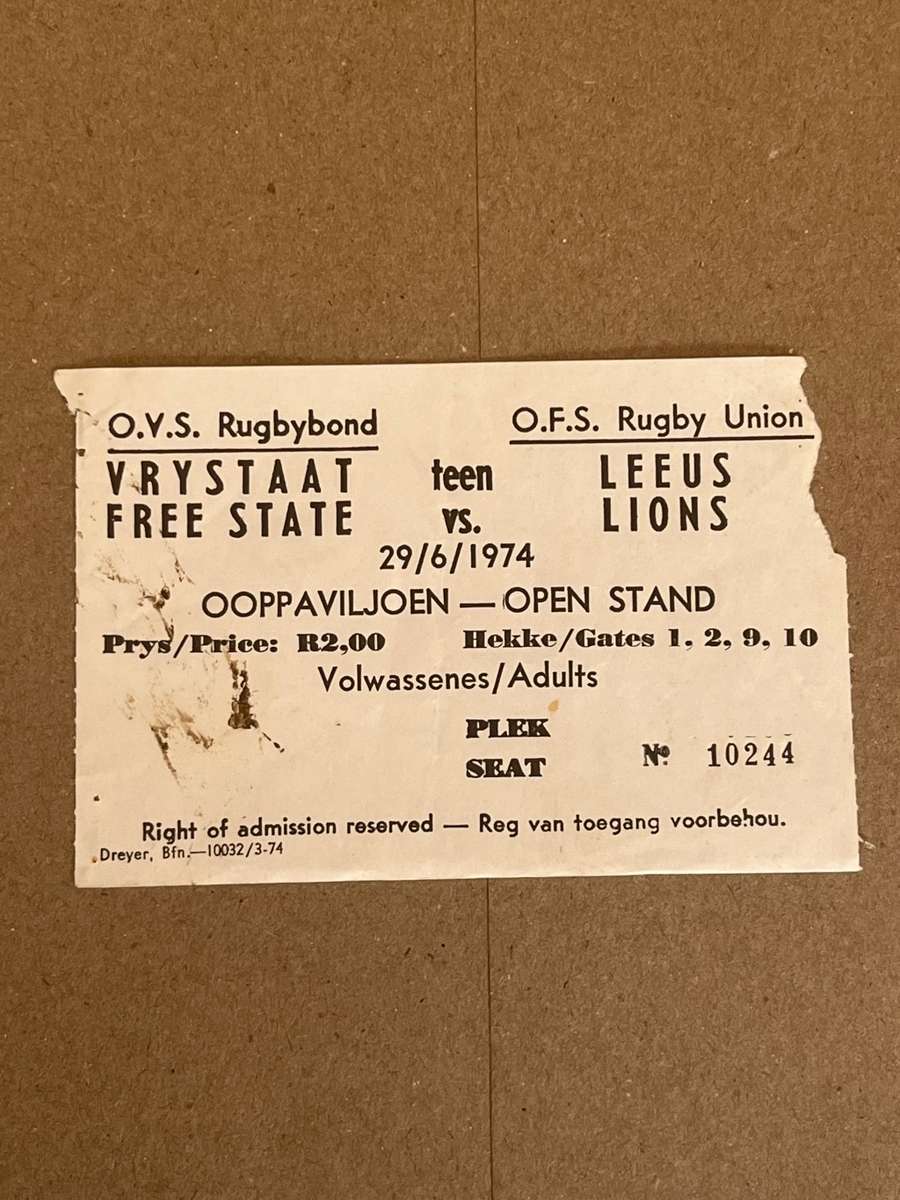 O.V.S. Rugbybond O.F.S. Rugby Union
VRYSTAAT teen LEEUS
FREE STATE vs. LIONS
29/6/1974
OOPPAVILJOEN — OPEN STAND
Prys/Price: R2,00 Hekke/Gates 1, 2, 9, 10
Volwassenes/Adults
PLEK
SEAT Nº 10244
Right of admission reserved — Reg van toegang voorbehou.
Dreyer, Bfn.—10032/3-74